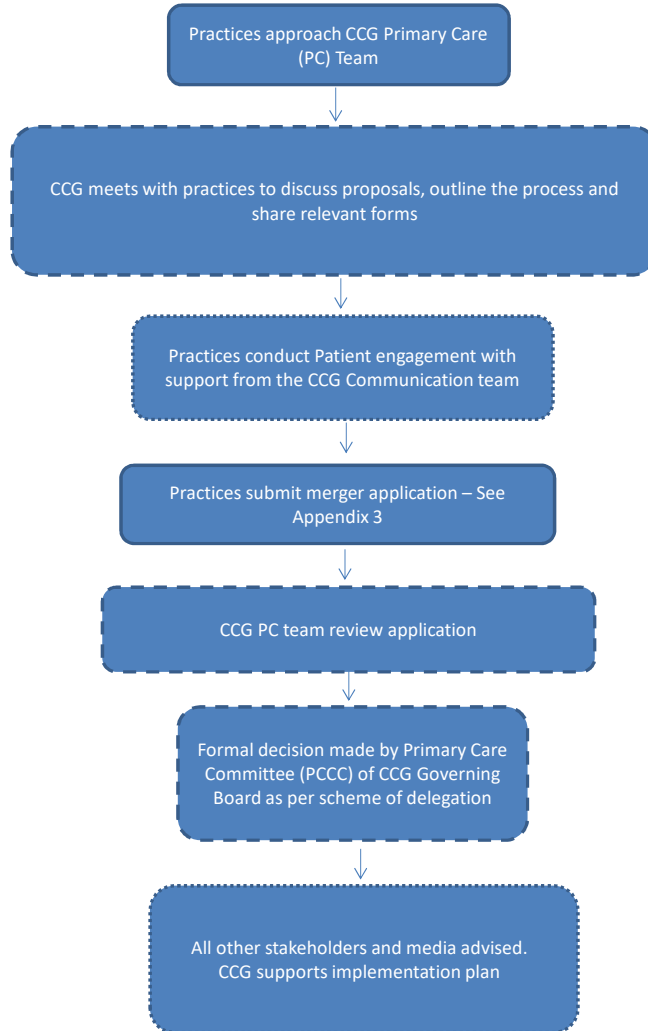 Practices approach CCG Primary Care
(PC) Team
CCG meets with practices to discuss proposals, outline the process and
share relevant forms
Practices conduct Patient engagement with
support from the CCG Communication team
Practices submit merger application – See
Appendix 3
CCG PC team review application
Formal decision made by Primary Care
Committee (PCCC) of CCG Governing
Board as per scheme of delegation
All other stakeholders and media advised.
CCG supports implementation plan